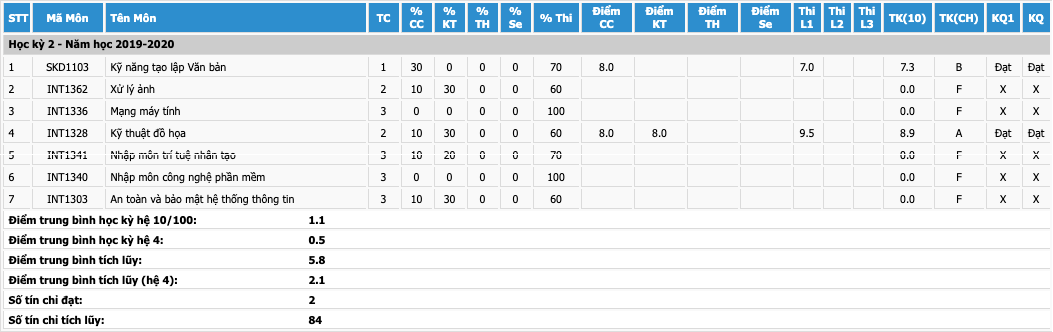 STT Mã Môn Tên Môn TC % CC % KT % TH % Se % Thi Điểm CC Điểm KT Điểm TH Điểm Se Thi L1 Thi L2 Thi L3 TK(10) TK(CH) KQ1 KQ
Học kỳ 2 - Năm học 2019-2020
1 SKD1103 Kỹ năng tạo lập Văn bản 1 30 0 0 0 70 8.0 7.0 7.3 B Đạt Đạt
2 INT1362 Xử lý ảnh 2 10 30 0 0 60 0.0 F X X
3 INT1336 Mạng máy tính 3 0 0 0 0 100 0.0 F X X
4 INT1328 Kỹ thuật đồ họa 2 10 30 0 0 60 8.0 8.0 9.5 8.9 A Đạt Đạt
5 INT1341 Nhập môn trí tuệ nhân tạo 3 10 20 0 0 70 0.0 F X X
6 INT1340 Nhập môn công nghệ phần mềm 3 0 0 0 0 100 0.0 F X X
7 INT1303 An toàn và bảo mật hệ thống thông tin 3 10 30 0 0 60 0.0 F X X
Điểm trung bình học kỳ hệ 10/100: 1.1
Điểm trung bình học kỳ hệ 4: 0.5
Điểm trung bình tích lũy: 5.8
Điểm trung bình tích lũy (hệ 4): 2.1
Số tín chỉ đạt: 2
Số tín chỉ tích lũy: 84